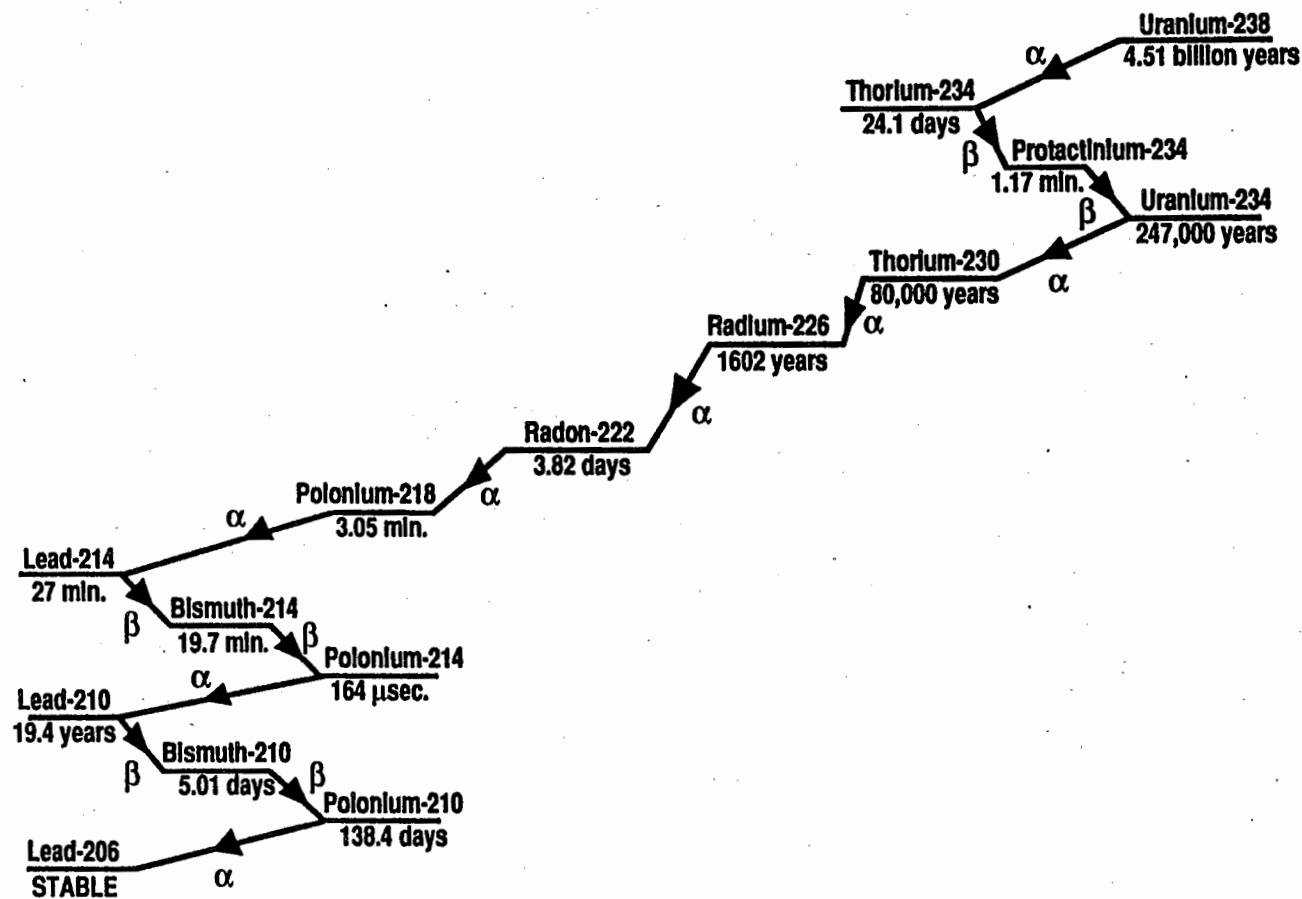 Uranium-238
4.51 billion years
α
Thorium-234
24.1 days
β
Protactinium-234
1.17 min.
β
Uranium-234
247,000 years
α
Thorium-230
80,000 years
α
Radium-226
1602 years
α
Radon-222
3.82 days
α
Polonium-218
3.05 min.
α
Lead-214
27 min.
β
Bismuth-214
19.7 min.
β
Polonium-214
164 μsec.
α
Lead-210
19.4 years
β
Bismuth-210
5.01 days
β
Polonium-210
138.4 days
α
Lead-206
STABLE